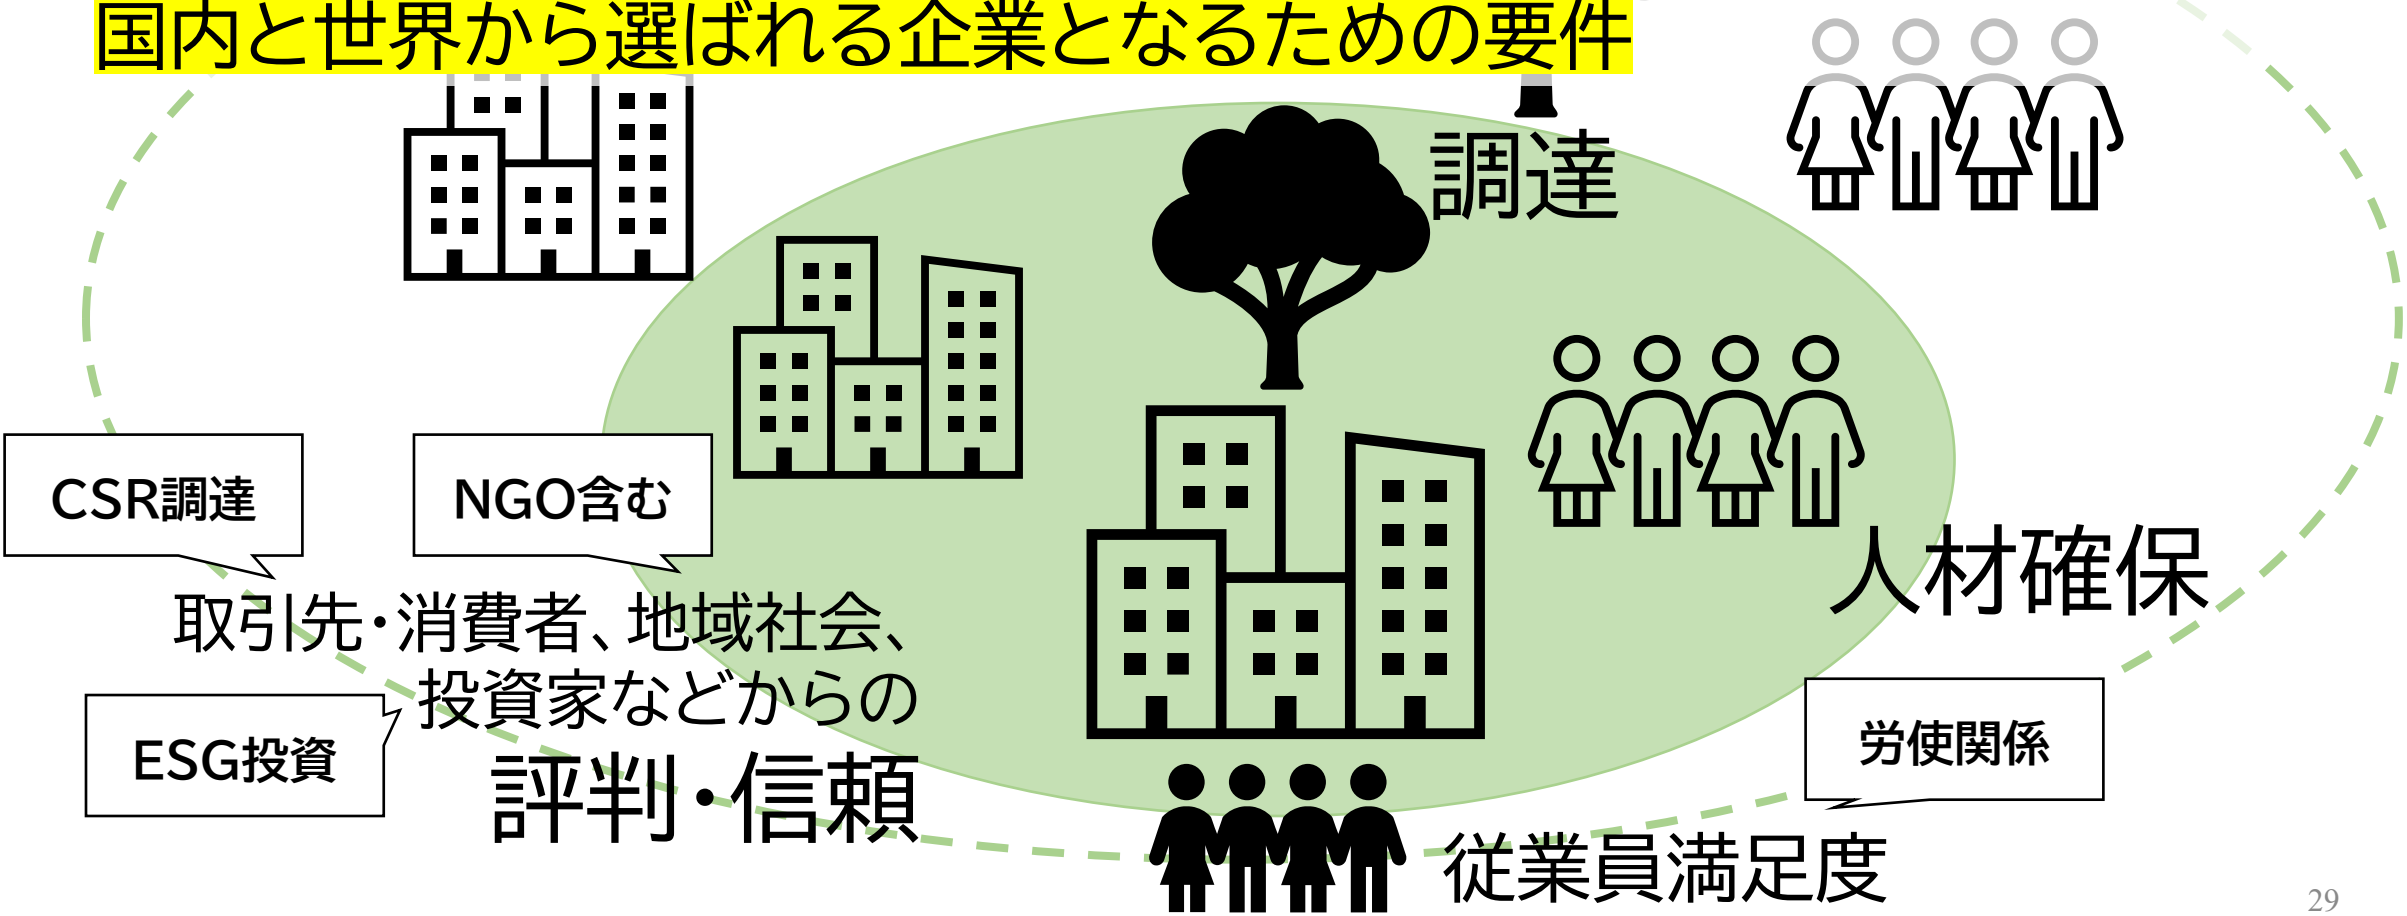 国内と世界から選ばれる企業となるための要件
調達
CSR調達
NGO含む
人材確保
取引先・消費者、地域社会、
投資家などからの
ESG投資
評判・信頼
労使関係
従業員満足度
29